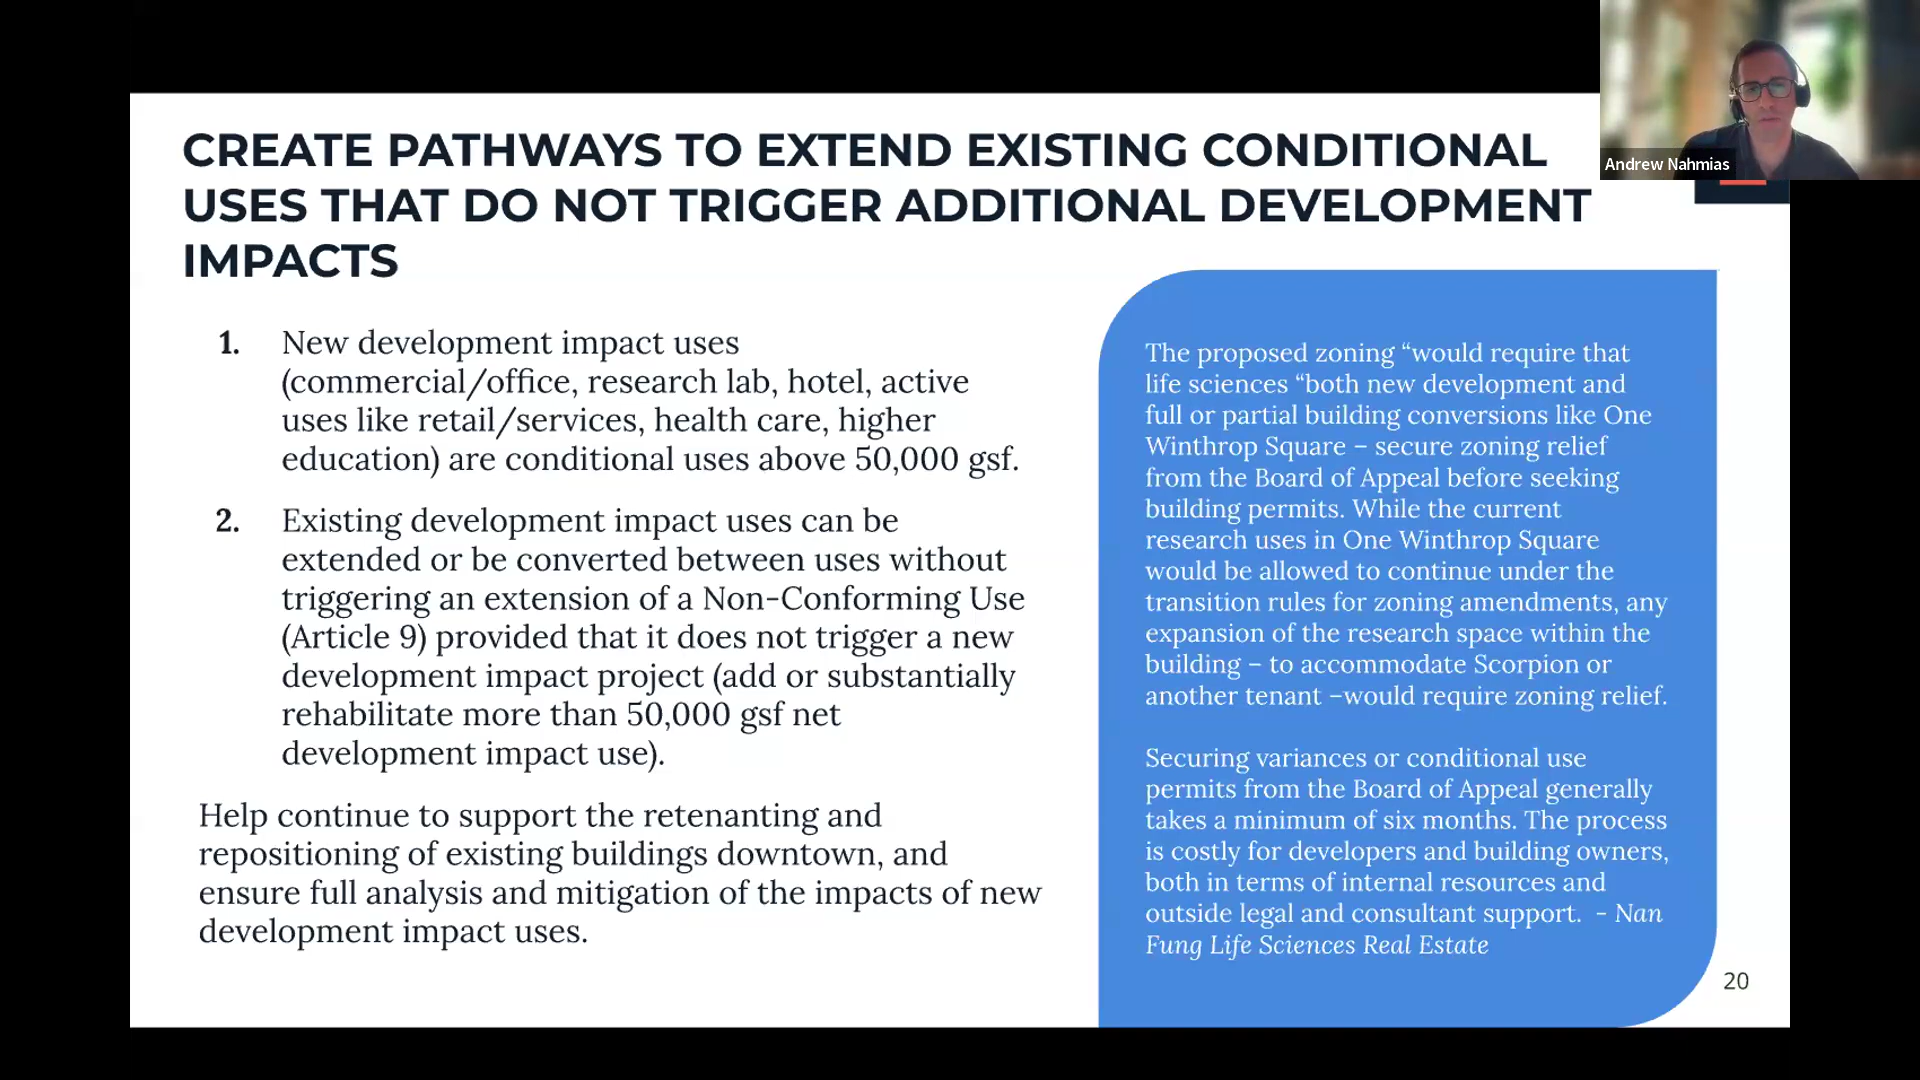 CREATE PATHWAYS TO EXTEND EXISTING CONDITIONAL
USES THAT DO NOT TRIGGER ADDITIONAL DEVELOPMENT
IMPACTS
Andrew Nahmias
1. New development impact uses
(commercial/office, research lab, hotel, active
uses like retail/services, health care, higher
education) are conditional uses above 50,000 gsf.
2. Existing development impact uses can be
extended or be converted between uses without
triggering an extension of a Non-Conforming Use
(Article 9) provided that it does not trigger a new
development impact project (add or substantially
rehabilitate more than 50,000 gsf net
development impact use).
Help continue to support the retenanting and
repositioning of existing buildings downtown, and
ensure full analysis and mitigation of the impacts of new
development impact uses.
The proposed zoning “would require that
life sciences “both new development and
full or partial building conversions like One
Winthrop Square – secure zoning relief
from the Board of Appeal before seeking
building permits. While the current
research uses in One Winthrop Square
would be allowed to continue under the
transition rules for zoning amendments, any
expansion of the research space within the
building – to accommodate Scorpion or
another tenant –would require zoning relief.
Securing variances or conditional use
permits from the Board of Appeal generally
takes a minimum of six months. The process
is costly for developers and building owners,
both in terms of internal resources and
outside legal and consultant support. - Nan
Fung Life Sciences Real Estate
20